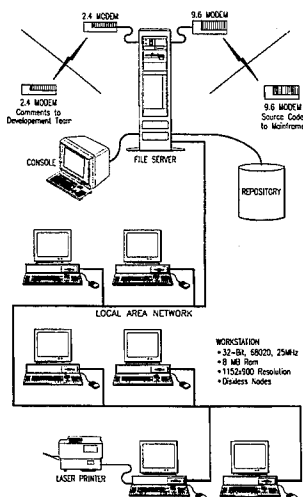 2.4 MODEM
9.6 MODEM
2.4 MODEM
Comments to
Developement Team
9.6 MODEM
Source Code
to Mainframe
CONSOLE
FILE SERVER
REPOSITORY
LOCAL AREA NETWORK
WORKSTATION
• 32-Bit, 68020, 25MHz
• 8 MB Ram
• 1152x900 Resolution
• Diskless Nodes
LASER PRINTER